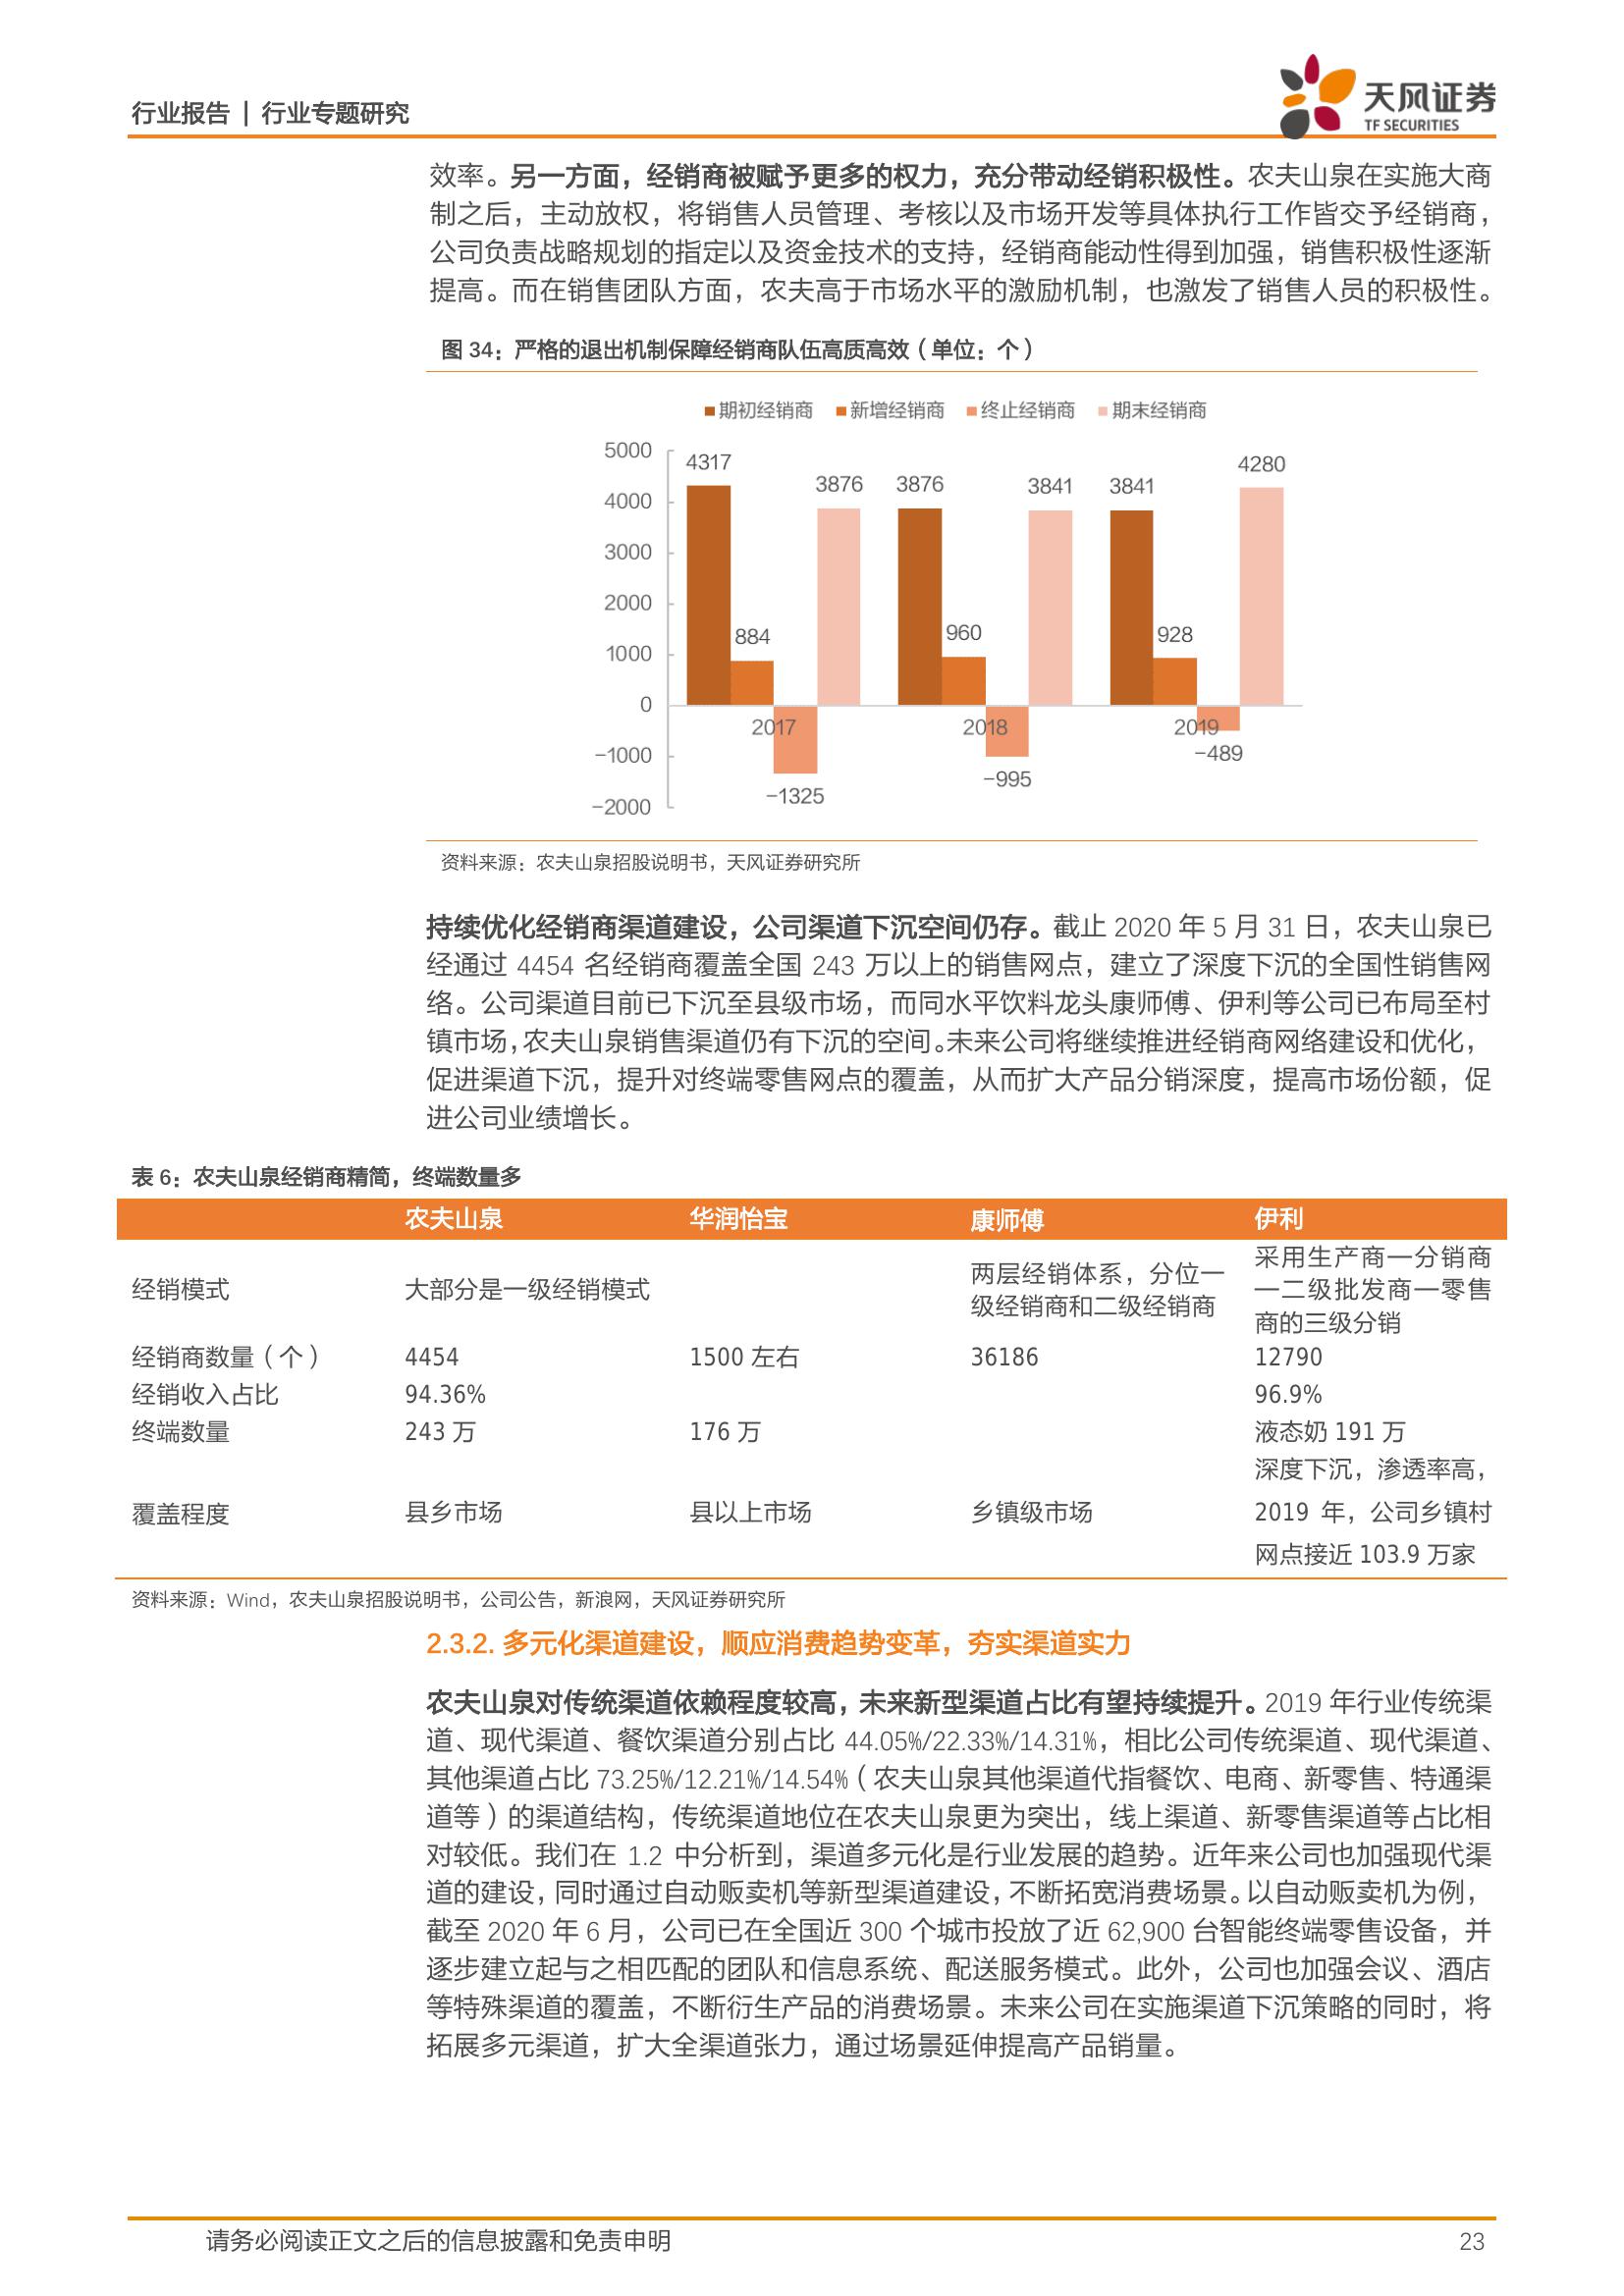 行业报告 | 行业专题研究
天风证券
TF SECURITIES
效率。另一方面，经销商被赋予更多的权力，充分带动经销积极性。农夫山泉在实施大商
制之后，主动放权，将销售人员管理、考核以及市场开发等具体执行工作皆交予经销商，
公司负责战略规划的指定以及资金技术的支持，经销商能动性得到加强，销售积极性逐渐
提高。而在销售团队方面，农夫高于市场水平的激励机制，也激发了销售人员的积极性。
图 34：严格的退出机制保障经销商队伍高质高效（单位：个）
期初经销商 新增经销商 终止经销商 期末经销商
5000
4000
3000
2000
1000
0
−1000
−2000
4317 884 −1325 3876
3876 960 −995 3841
3841 928 −489 4280
2017 2018 2019
资料来源：农夫山泉招股说明书，天风证券研究所
持续优化经销商渠道建设，公司渠道下沉空间仍存。截止 2020 年 5 月 31 日，农夫山泉已
经通过 4454 名经销商覆盖全国 243 万以上的销售网点，建立了深度下沉的全国性销售网
络。公司渠道目前已下沉至县级市场，而同水平饮料龙头康师傅、伊利等公司已布局至村
镇市场，农夫山泉销售渠道仍有下沉的空间。未来公司将继续推进经销商网络建设和优化，
促进渠道下沉，提升对终端零售网点的覆盖，从而扩大产品分销深度，提高市场份额，促
进公司业绩增长。
表 6：农夫山泉经销商精简，终端数量多
农夫山泉 华润怡宝 康师傅 伊利
经销模式 大部分是一级经销模式 两层经销体系，分位一级经销商和二级经销商 采用生产商一分销商一二级批发商一零售商的三级分销
经销商数量（个） 4454 1500 左右 36186 12790
经销收入占比 94.36% 96.9%
终端数量 243 万 176 万 液态奶 191 万
覆盖程度 县乡市场 县以上市场 乡镇级市场 深度下沉，渗透率高，2019 年，公司乡镇村网点接近 103.9 万家
资料来源：Wind，农夫山泉招股说明书，公司公告，新浪网，天风证券研究所
2.3.2. 多元化渠道建设，顺应消费趋势变革，夯实渠道实力
农夫山泉对传统渠道依赖程度较高，未来新型渠道占比有望持续提升。2019 年行业传统渠
道、现代渠道、餐饮渠道分别占比 44.05%/22.33%/14.31%，相比公司传统渠道、现代渠道、
其他渠道占比 73.25%/12.21%/14.54%（农夫山泉其他渠道代指餐饮、电商、新零售、特通渠
道等）的渠道结构，传统渠道地位在农夫山泉更为突出，线上渠道、新零售渠道等占比相
对较低。我们在 1.2 中分析到，渠道多元化是行业发展的趋势。近年来公司也加强现代渠
道的建设，同时通过自动贩卖机等新型渠道建设，不断拓宽消费场景。以自动贩卖机为例，
截至 2020 年 6 月，公司已在全国近 300 个城市投放了近 62,900 台智能终端零售设备，并
逐步建立起与之相匹配的团队和信息系统、配送服务模式。此外，公司也加强会议、酒店
等特殊渠道的覆盖，不断衍生产品的消费场景。未来公司在实施渠道下沉策略的同时，将
拓展多元渠道，扩大全渠道张力，通过场景延伸提高产品销量。
请务必阅读正文之后的信息披露和免责申明
23